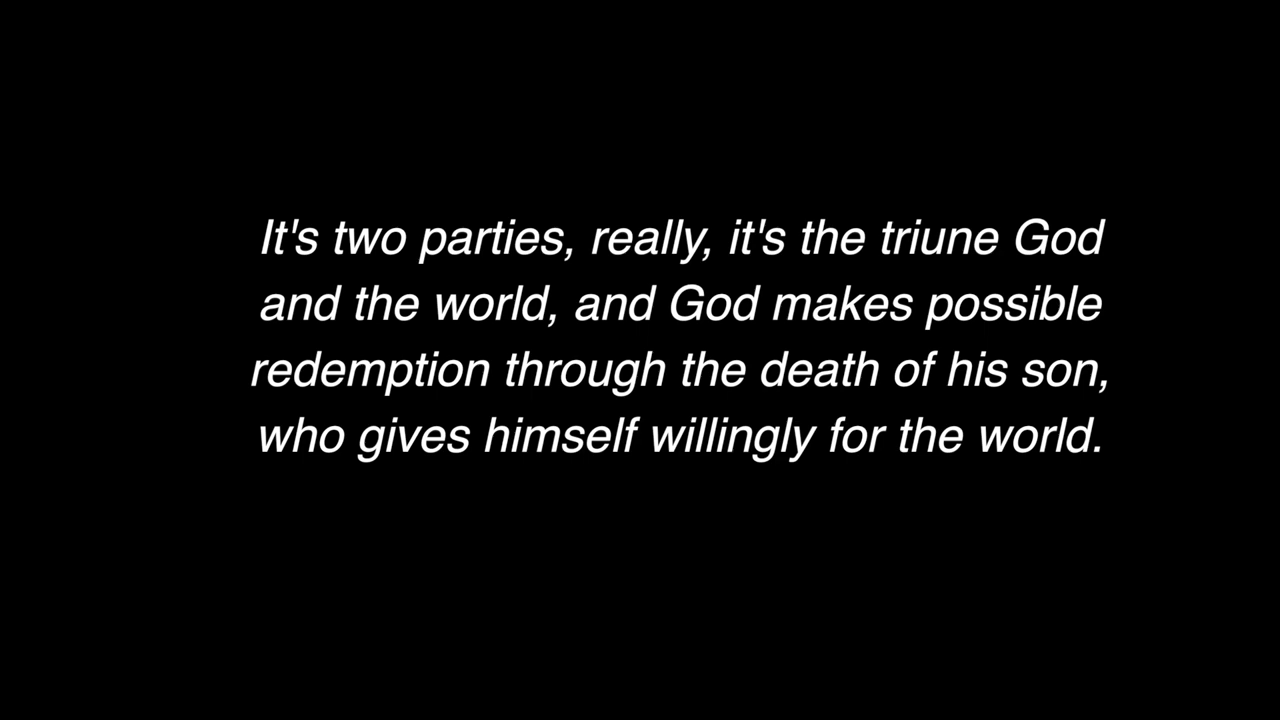 It's two parties, really, it's the triune God
and the world, and God makes possible
redemption through the death of his son,
who gives himself willingly for the world.